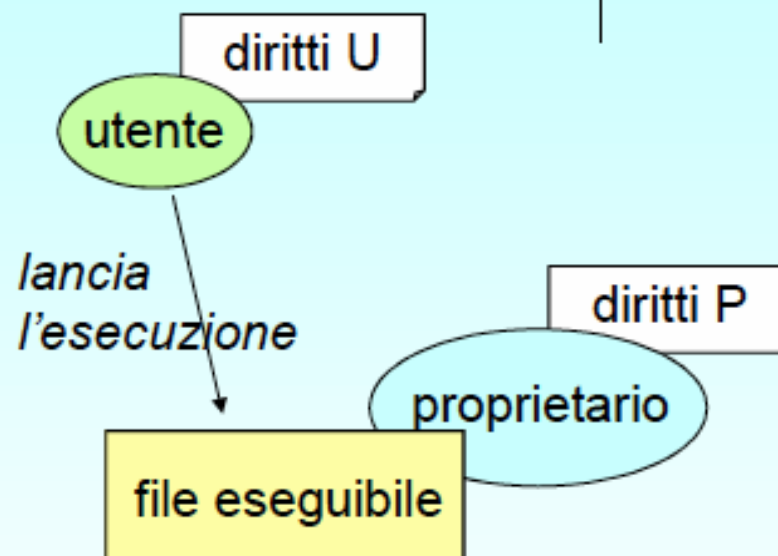 diritti U
utente
lancia
l'esecuzione
diritti P
proprietario
file eseguibile